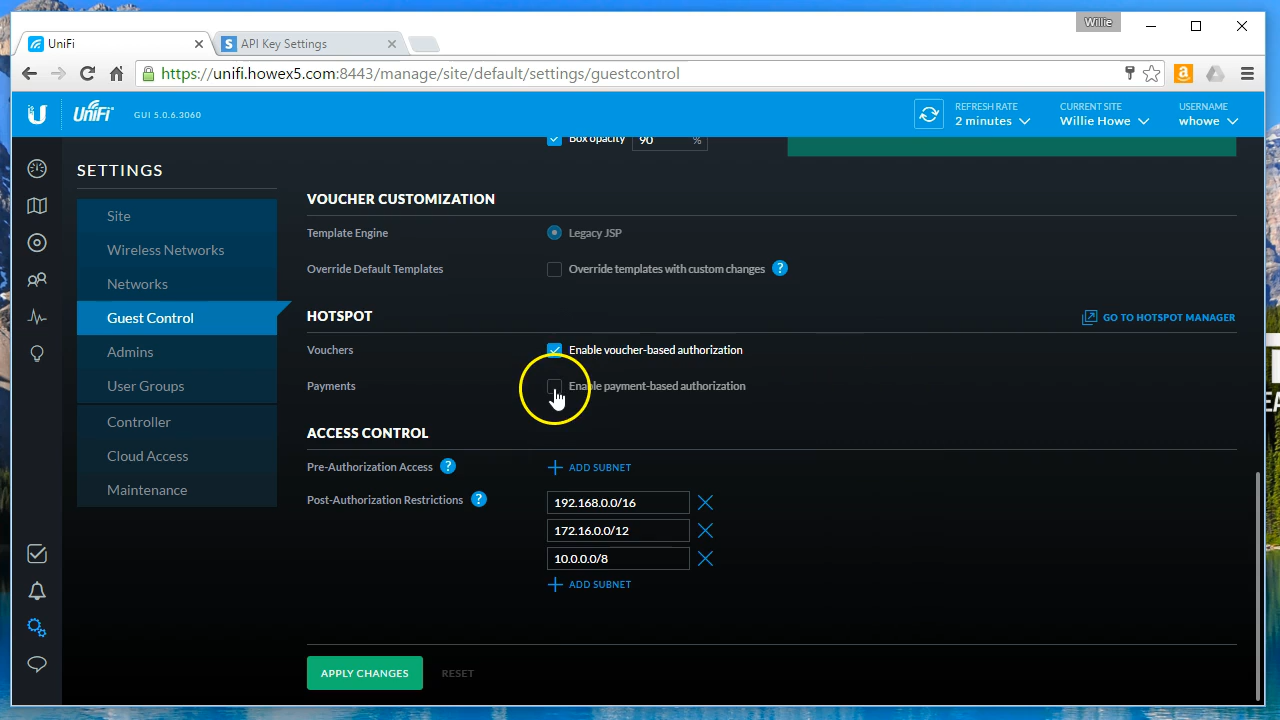 Willie
UniFi
API Key Settings
https://unifi.howex5.com:8443/manage/site/default/settings/guestcontrol
UniFi
GUI 5.0.6.3060
REFRESH RATE
2 minutes
CURRENT SITE
Willie Howe
USERNAME
whowe
SETTINGS
Site
Wireless Networks
Networks
Guest Control
Admins
User Groups
Controller
Cloud Access
Maintenance
Box opacity 90 %
VOUCHER CUSTOMIZATION
Template Engine Legacy JSP
Override Default Templates Override templates with custom changes ?
HOTSPOT GO TO HOTSPOT MANAGER
Vouchers Enable voucher-based authorization
Payments Enable payment-based authorization
ACCESS CONTROL
Pre-Authorization Access ? ADD SUBNET
Post-Authorization Restrictions ? 192.168.0.0/16
172.16.0.0/12
10.0.0.0/8
ADD SUBNET
APPLY CHANGES RESET